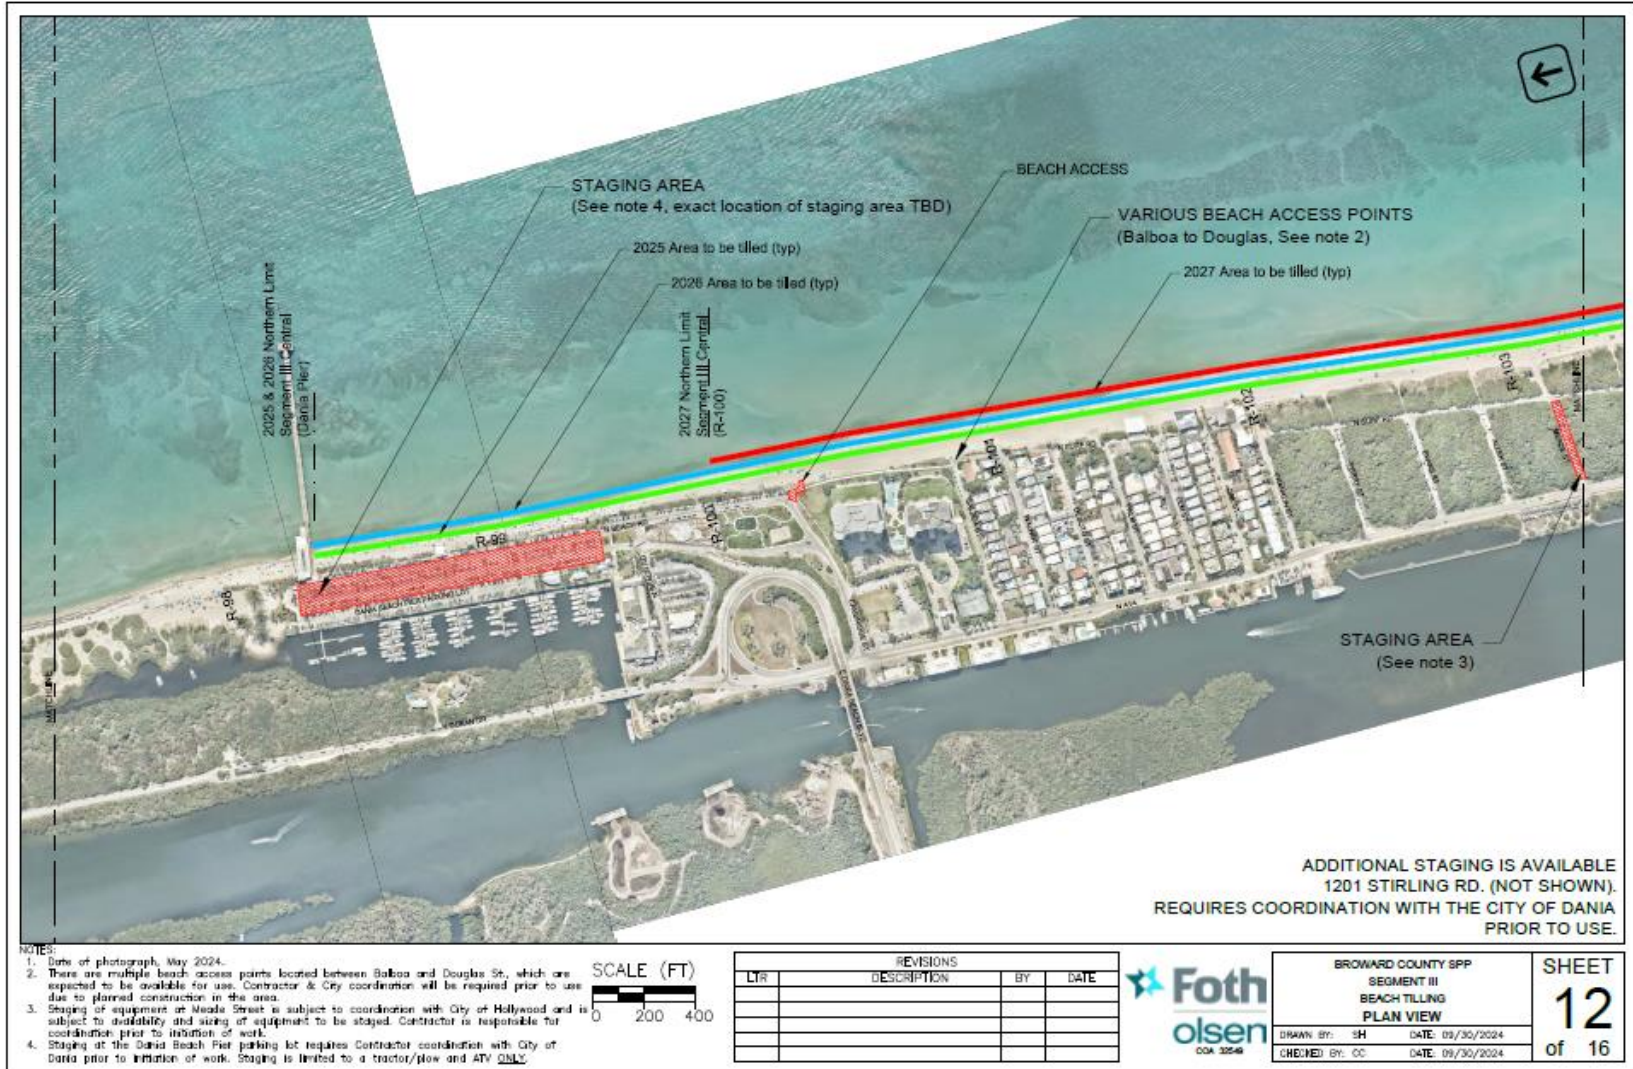 STAGING AREA
(See note 4, exact location of staging area TBD)
BEACH ACCESS
VARIOUS BEACH ACCESS POINTS
(Balboa to Douglas, See note 2)
2025 Area to be tilled (typ)
2026 Area to be tilled (typ)
2027 Area to be tilled (typ)
2025 & 2026 Northern Limit
Segment III Central
(Dania Pier)
2027 Northern Limit
Segment III Central
(R-100)
R-98
R-99
R-100
R-101
R-102
R-103
MATCHLINE
MATCHLINE
DANIA BEACH PIER PARKING LOT
N BEACH RD
N A1A
STAGING AREA
(See note 3)
ADDITIONAL STAGING IS AVAILABLE
1201 STIRLING RD. (NOT SHOWN).
REQUIRES COORDINATION WITH THE CITY OF DANIA
PRIOR TO USE.
NOTES:
1. Date of photograph, May 2024.
2. There are multiple beach access points located between Balboa and Douglas St., which are
expected to be available for use. Contractor & City coordination will be required prior to use
due to planned construction in the area.
3. Staging of equipment at Meade Street is subject to coordination with City of Hollywood and is
subject to availability and sizing of equipment to be staged. Contractor is responsible for
coordination prior to initiation of work.
4. Staging at the Dania Beach Pier parking lot requires Contractor coordination with City of
Dania prior to initiation of work. Staging is limited to a tractor/plow and ATV ONLY.
SCALE (FT)
0 200 400
REVISIONS
LTR DESCRIPTION BY DATE
Foth
olsen
COA 32549
BROWARD COUNTY SPP
SEGMENT III
BEACH TILLING
PLAN VIEW
DRAWN BY: SH DATE: 09/30/2024
CHECKED BY: CC DATE: 09/30/2024
SHEET
12
of 16